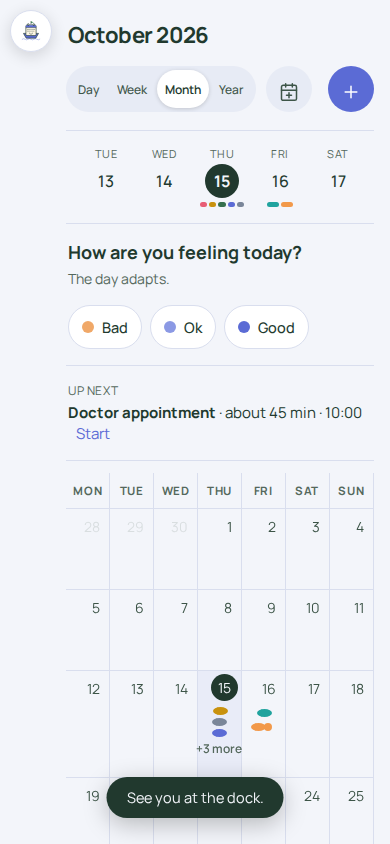 October 2026
Day Week Month Year
TUE WED THU FRI SAT
13 14 15 16 17
How are you feeling today?
The day adapts.
Bad Ok Good
UP NEXT
Doctor appointment · about 45 min · 10:00
Start
MON TUE WED THU FRI SAT SUN
28 29 30 1 2 3 4
5 6 7 8 9 10 11
12 13 14 15 16 17 18
+3 more
19 24 25
See you at the dock.